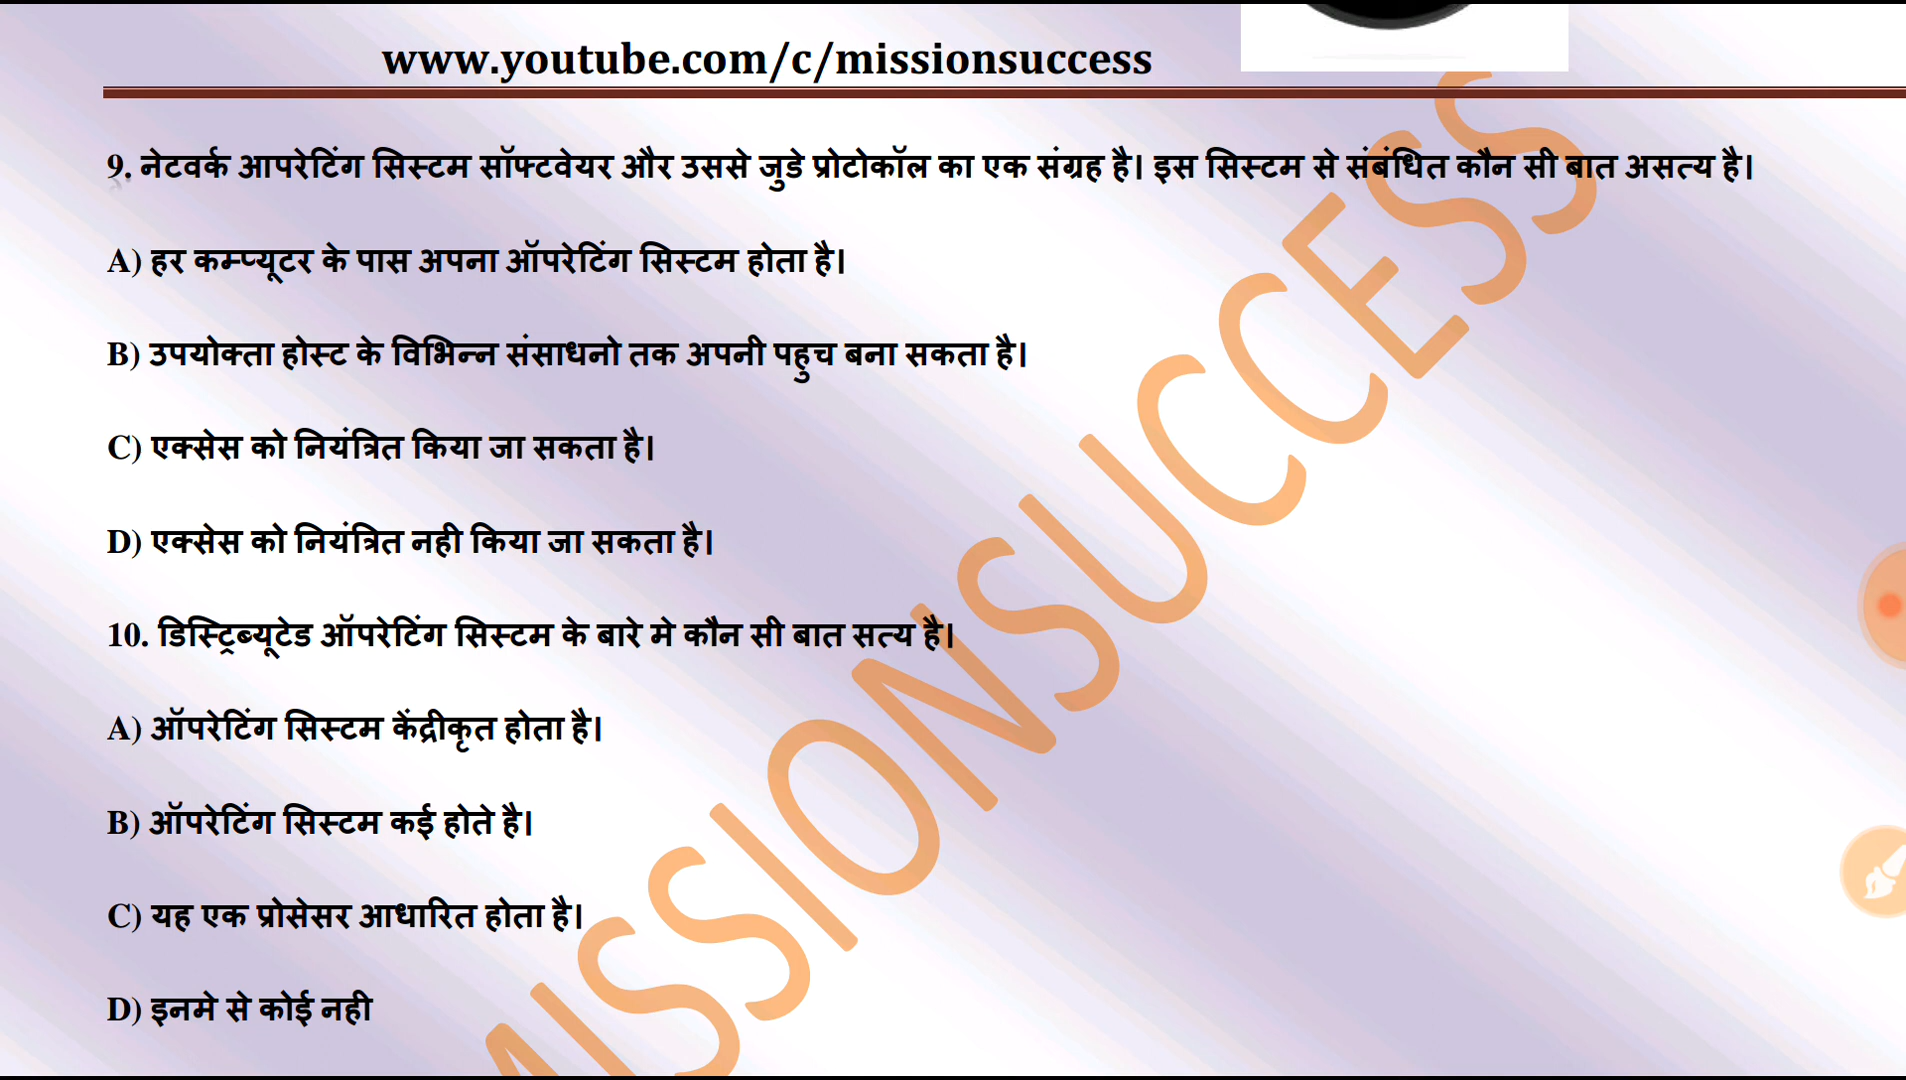 www.youtube.com/c/missionsuccess
9. नेटवर्क आपरेटिंग सिस्टम सॉफ्टवेयर और उससे जुडे प्रोटोकॉल का एक संग्रह है। इस सिस्टम से संबंधित कौन सी बात असत्य है।
A) हर कम्प्यूटर के पास अपना ऑपरेटिंग सिस्टम होता है।
B) उपयोक्ता होस्ट के विभिन्न संसाधनो तक अपनी पहुच बना सकता है।
C) एक्सेस को नियंत्रित किया जा सकता है।
D) एक्सेस को नियंत्रित नही किया जा सकता है।
10. डिस्ट्रिब्यूटेड ऑपरेटिंग सिस्टम के बारे मे कौन सी बात सत्य है।
A) ऑपरेटिंग सिस्टम केंद्रीकृत होता है।
B) ऑपरेटिंग सिस्टम कई होते है।
C) यह एक प्रोसेसर आधारित होता है।
D) इनमे से कोई नही
MISSIONSUCCESS